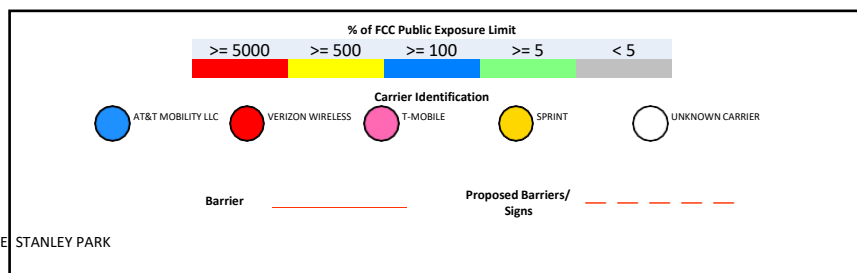 % of FCC Public Exposure Limit
>= 5000 >= 500 >= 100 >= 5 < 5
Carrier Identification
AT&T MOBILITY LLC VERIZON WIRELESS T-MOBILE SPRINT UNKNOWN CARRIER
Barrier Proposed Barriers/
Signs
E STANLEY PARK